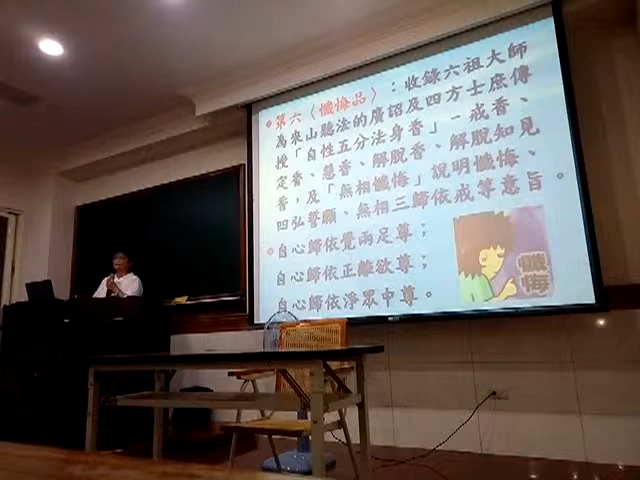 第六〈懺悔品〉：收錄六祖大師
為來山聽法的廣韶及四方士庶傳
授「自性五分法身香」－戒香、
定香、慧香、解脫香、解脫知見
香，及「無相懺悔」說明懺悔、
四弘誓願、無相三歸依戒等意旨。
自心歸依覺兩足尊；
自心歸依正離欲尊；
自心歸依淨眾中尊。
懺悔